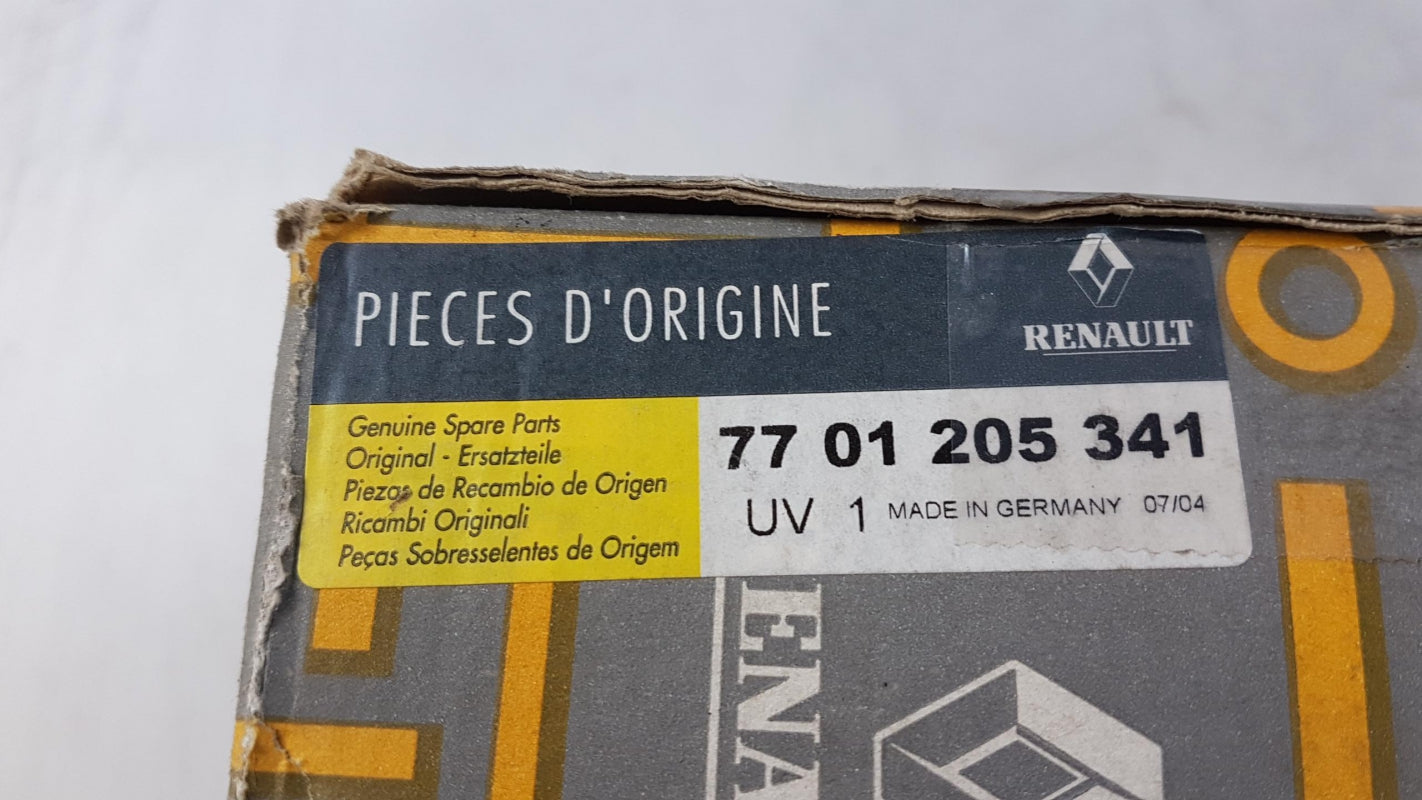 PIECES D'ORIGINE
RENAULT
Genuine Spare Parts
Original - Ersatzteile
Piezas de Recambio de Origen
Ricambi Originali
Peças Sobresselentes de Origem
77 01 205 341
UV 1 MADE IN GERMANY 07/04
ENA